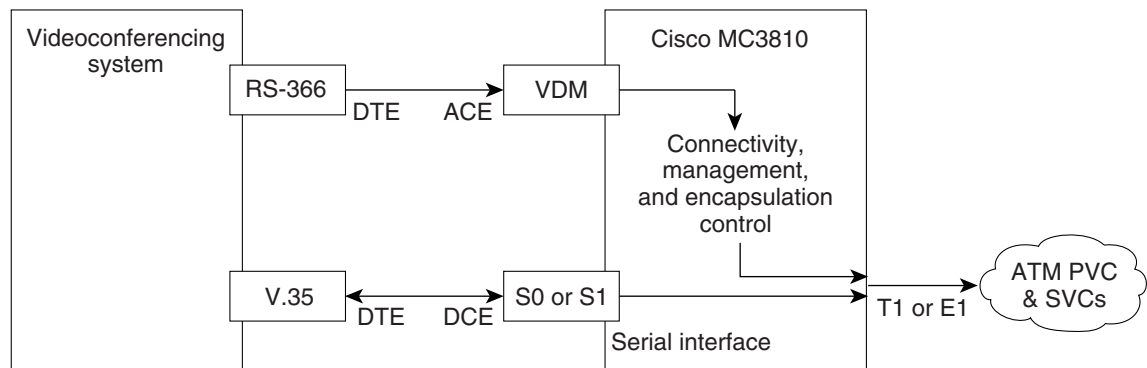 Videoconferencing
system
Cisco MC3810
RS-366
VDM
DTE
ACE
Connectivity,
management,
and encapsulation
control
V.35
S0 or S1
DTE
DCE
Serial interface
T1 or E1
ATM PVC
& SVCs